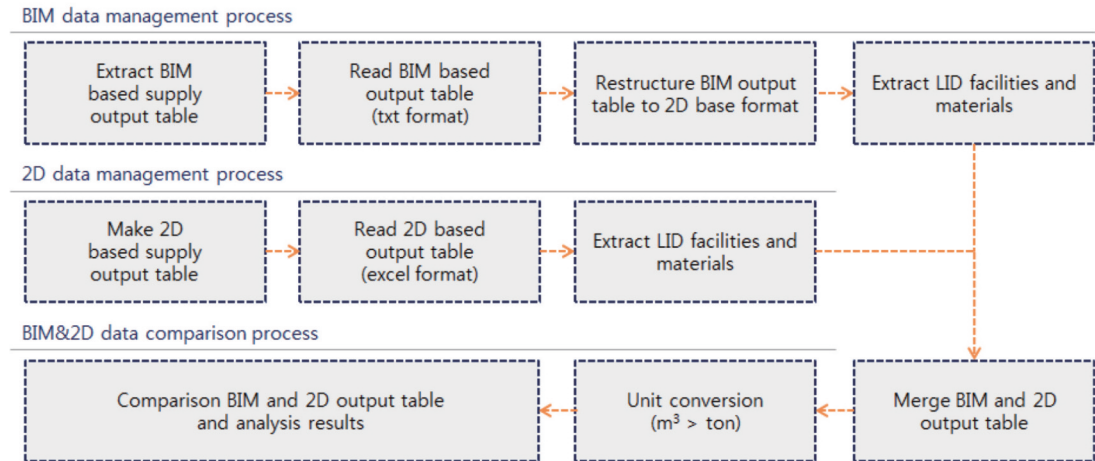 BIM data management process
Extract BIM
based supply
output table
Read BIM based
output table
(txt format)
Restructure BIM output
table to 2D base format
Extract LID facilities and
materials
2D data management process
Make 2D
based supply
output table
Read 2D based
output table
(excel format)
Extract LID facilities and
materials
BIM&2D data comparison process
Comparison BIM and 2D output table
and analysis results
Unit conversion
(m³ > ton)
Merge BIM and 2D
output table